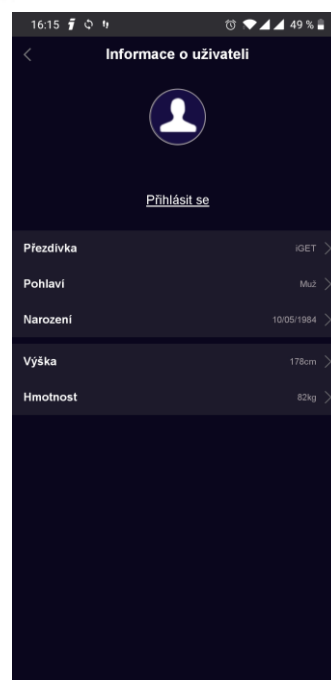 16:15 49 %
Informace o uživateli
Přihlásit se
Přezdívka iGET
Pohlaví Muž
Narození 10/05/1984
Výška 178cm
Hmotnost 82kg